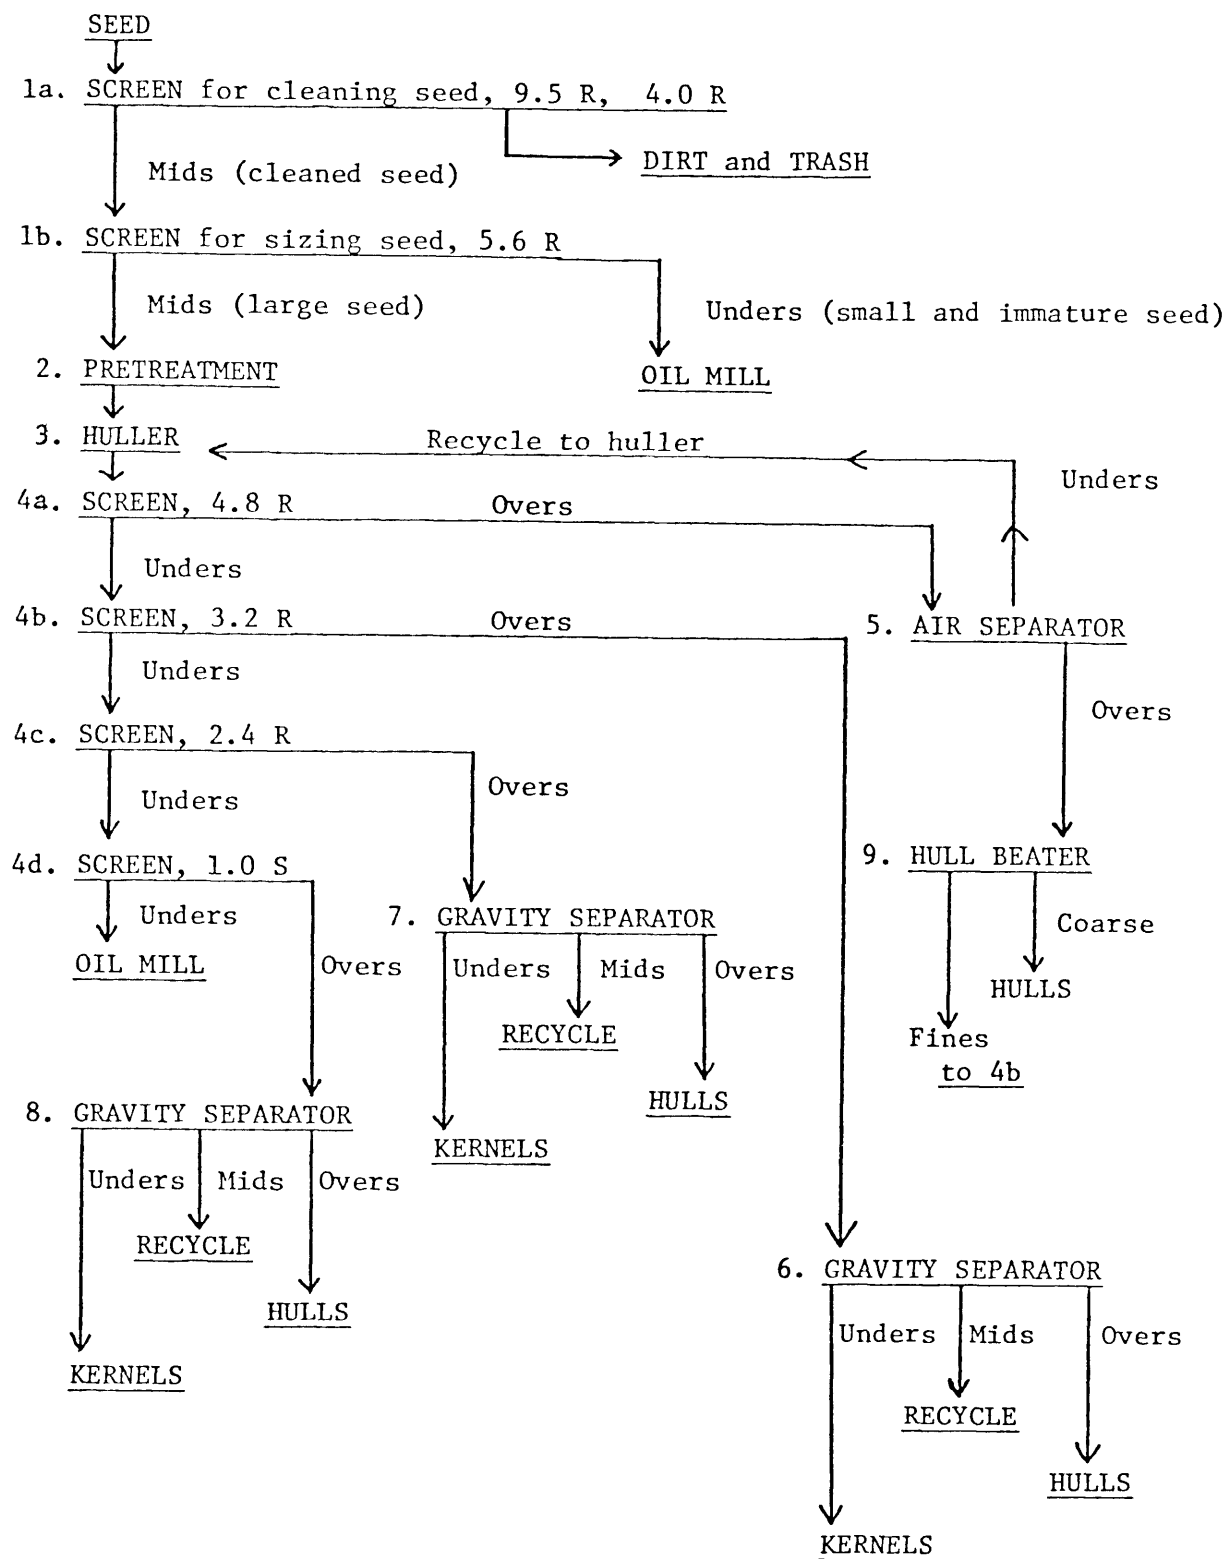 SEED
1a. SCREEN for cleaning seed, 9.5 R, 4.0 R
DIRT and TRASH
Mids (cleaned seed)
1b. SCREEN for sizing seed, 5.6 R
Mids (large seed)
Unders (small and immature seed)
2. PRETREATMENT
OIL MILL
3. HULLER
Recycle to huller
Unders
4a. SCREEN, 4.8 R
Overs
Unders
4b. SCREEN, 3.2 R
Overs
5. AIR SEPARATOR
Unders
Overs
4c. SCREEN, 2.4 R
Overs
Unders
4d. SCREEN, 1.0 S
9. HULL BEATER
Unders
7. GRAVITY SEPARATOR
Coarse
OIL MILL
Overs
Unders
Mids
Overs
HULLS
RECYCLE
Fines
to 4b
HULLS
8. GRAVITY SEPARATOR
KERNELS
Unders
Mids
Overs
RECYCLE
6. GRAVITY SEPARATOR
HULLS
Unders
Mids
Overs
KERNELS
RECYCLE
HULLS
KERNELS